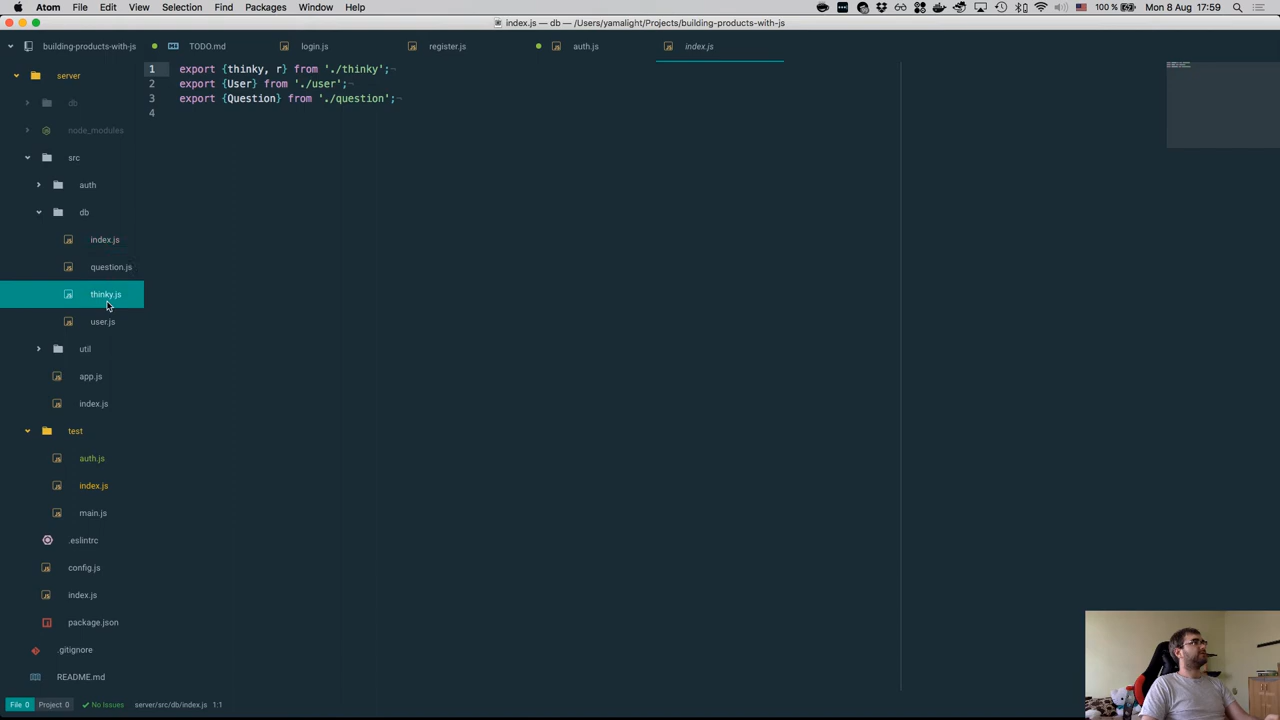 Atom File Edit View Selection Find Packages Window Help 100 % Mon 8 Aug 17:59
index.js — db — /Users/yamalight/Projects/building-products-with-js
building-products-with-js TODO.md login.js register.js auth.js index.js
server
db
node_modules
src
auth
db
index.js
question.js
thinky.js
user.js
util
app.js
index.js
test
auth.js
index.js
main.js
.eslintrc
config.js
index.js
package.json
.gitignore
README.md
1 export {thinky, r} from './thinky';¬
2 export {User} from './user';¬
3 export {Question} from './question';¬
4
File 0 Project 0 No Issues server/src/db/index.js 1:1